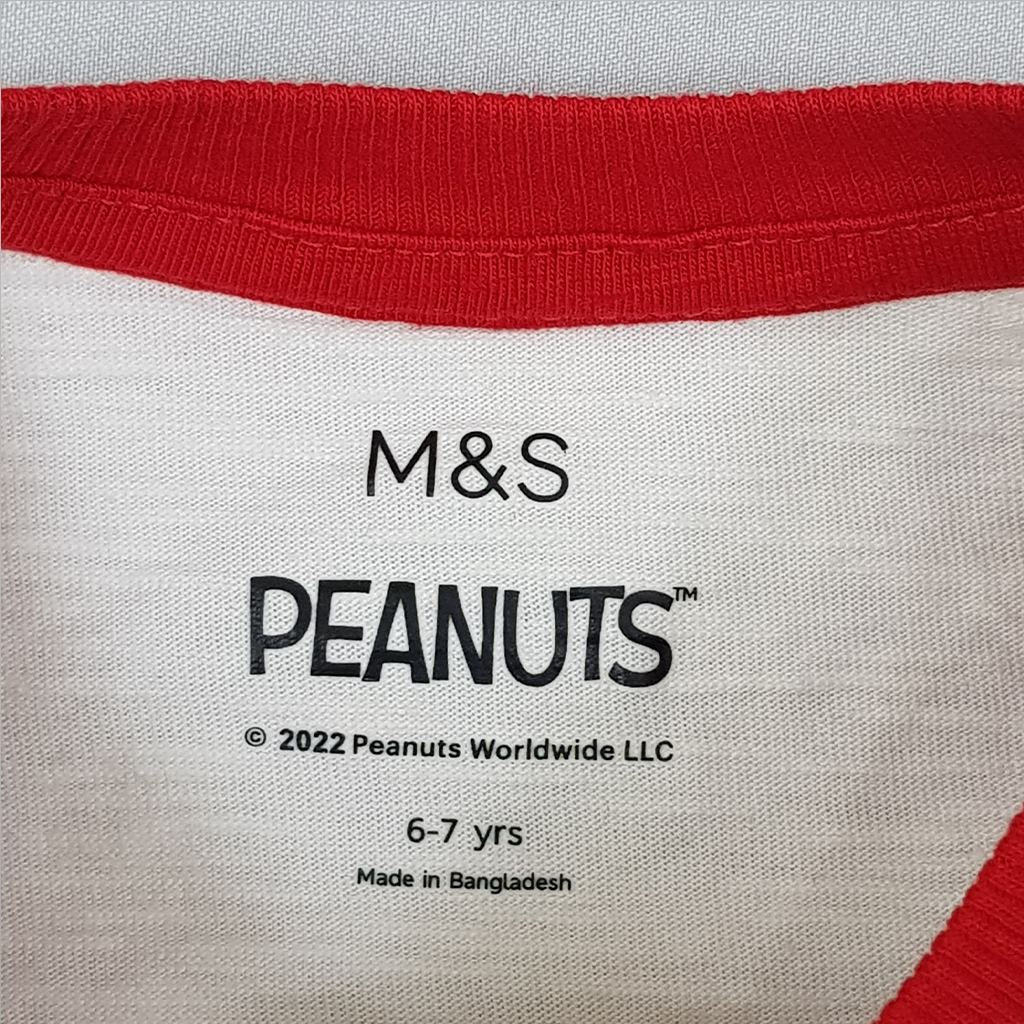 M&S
PEANUTS™
© 2022 Peanuts Worldwide LLC
6-7 yrs
Made in Bangladesh